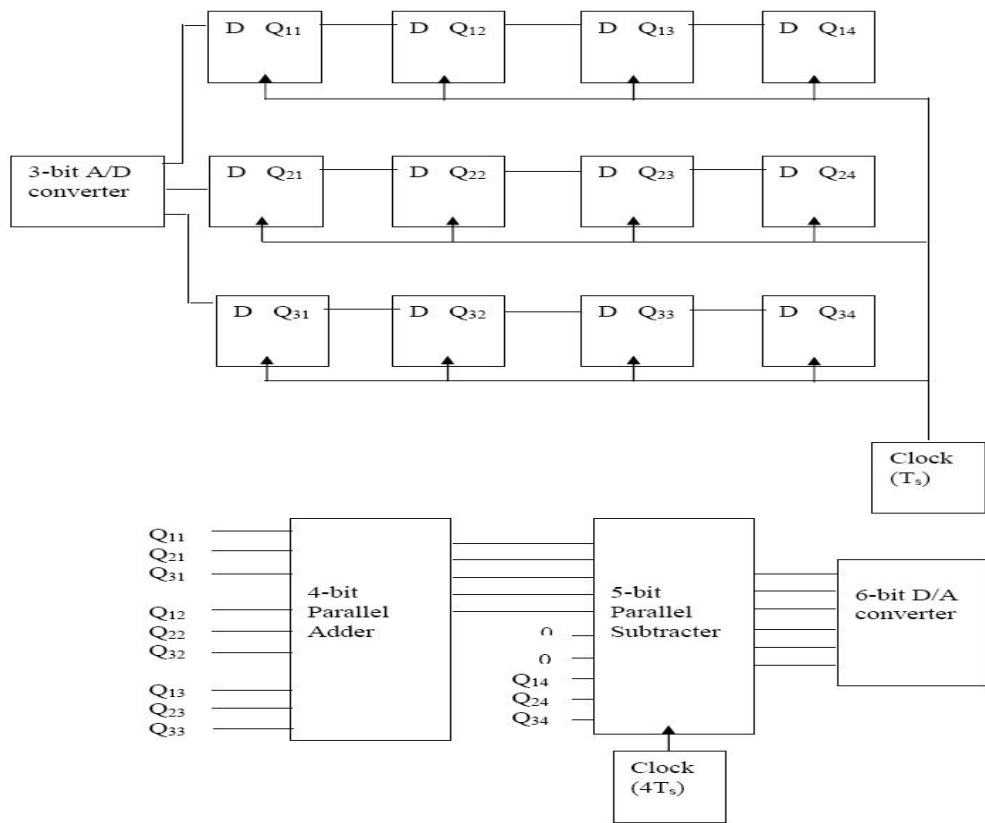 D Q₁₁
D Q₁₂
D Q₁₃
D Q₁₄
3-bit A/D
converter
D Q₂₁
D Q₂₂
D Q₂₃
D Q₂₄
D Q₃₁
D Q₃₂
D Q₃₃
D Q₃₄
Clock
(Tₛ)
Q₁₁
Q₂₁
Q₃₁
Q₁₂
Q₂₂
Q₃₂
Q₁₃
Q₂₃
Q₃₃
4-bit
Parallel
Adder
0
0
Q₁₄
Q₂₄
Q₃₄
5-bit
Parallel
Subtracter
6-bit D/A
converter
Clock
(4Tₛ)